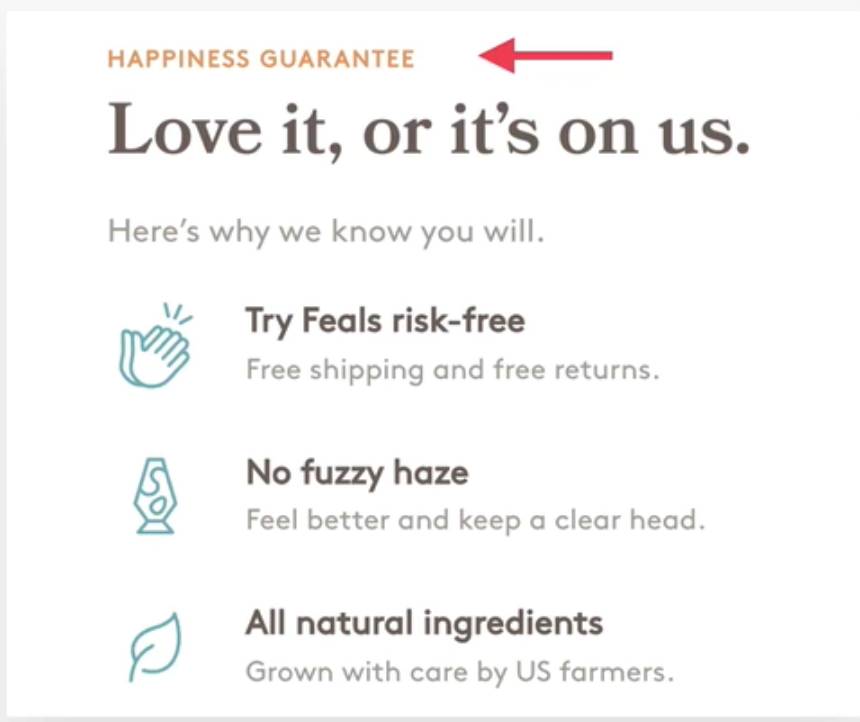 HAPPINESS GUARANTEE
Love it, or it's on us.
Here's why we know you will.
Try Feals risk-free
Free shipping and free returns.
No fuzzy haze
Feel better and keep a clear head.
All natural ingredients
Grown with care by US farmers.